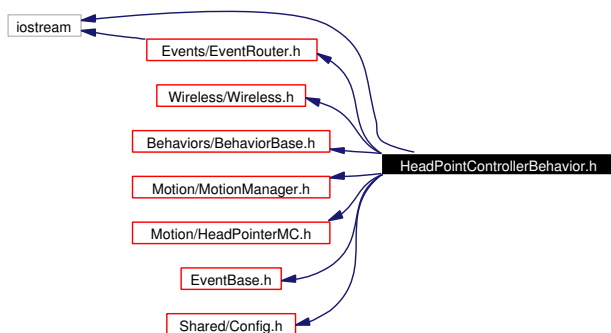 iostream
Events/EventRouter.h
Wireless/Wireless.h
Behaviors/BehaviorBase.h
HeadPointControllerBehavior.h
Motion/MotionManager.h
Motion/HeadPointerMC.h
EventBase.h
Shared/Config.h